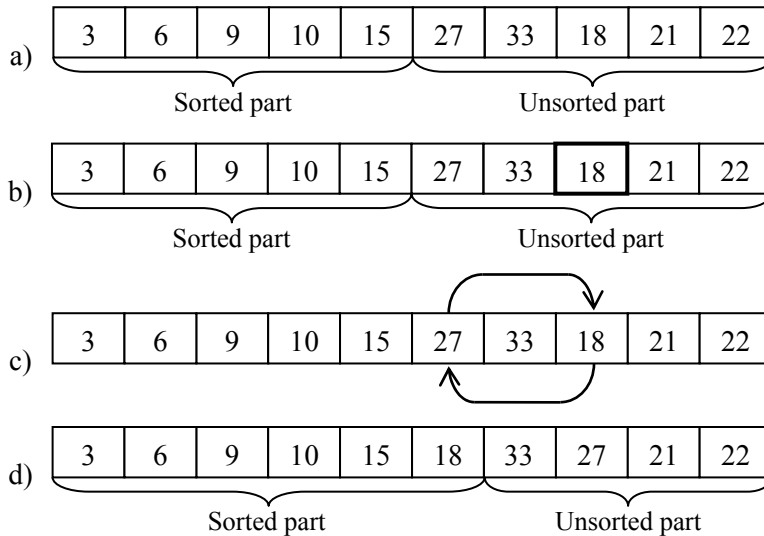 a) 3 6 9 10 15 27 33 18 21 22
Sorted part Unsorted part
b) 3 6 9 10 15 27 33 18 21 22
Sorted part Unsorted part
c) 3 6 9 10 15 27 33 18 21 22
d) 3 6 9 10 15 18 33 27 21 22
Sorted part Unsorted part